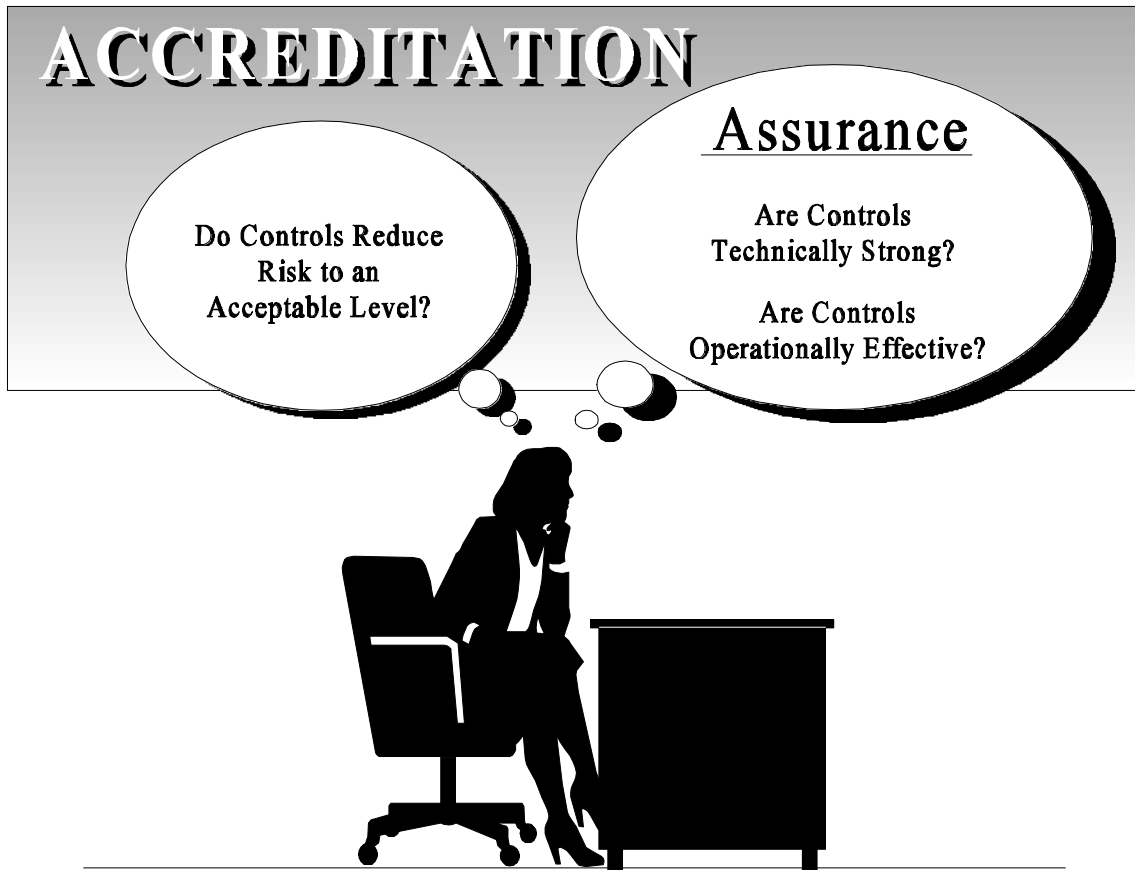 ACCREDITATION
Do Controls Reduce
Risk to an
Acceptable Level?
Assurance
Are Controls
Technically Strong?
Are Controls
Operationally Effective?